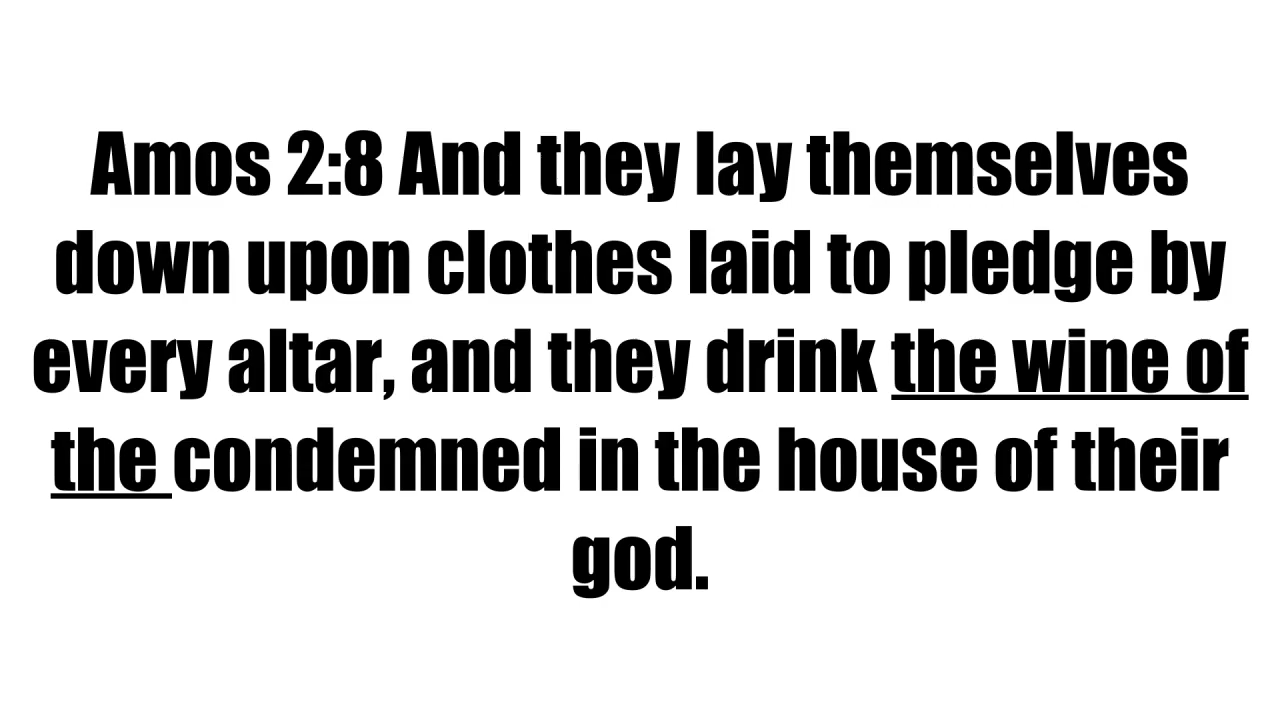 Amos 2:8 And they lay themselves
down upon clothes laid to pledge by
every altar, and they drink the wine of
the condemned in the house of their
god.